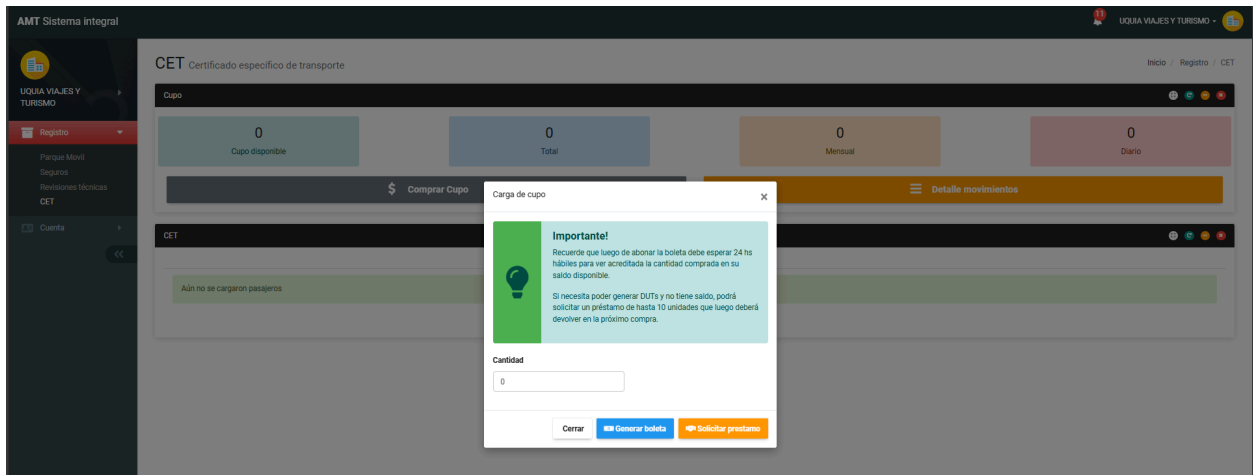 AMT Sistema integral
11
UQUIA VIAJES Y TURISMO
UQUIA VIAJES Y
TURISMO
Registro
Parque Movil
Seguros
Revisiones técnicas
CET
Cuenta
CET Certificado específico de transporte
Inicio / Registro / CET
Cupo
0
Cupo disponible
0
Total
0
Mensual
0
Diario
$ Comprar Cupo
Detalle movimientos
CET
Aún no se cargaron pasajeros
Carga de cupo
×
Importante!
Recuerde que luego de abonar la boleta debe esperar 24 hs
hábiles para ver acreditada la cantidad comprada en su
saldo disponible.
Si necesita poder generar DUTs y no tiene saldo, podrá
solicitar un préstamo de hasta 10 unidades que luego deberá
devolver en la próximo compra.
Cantidad
0
Cerrar
Generar boleta
Solicitar prestamo